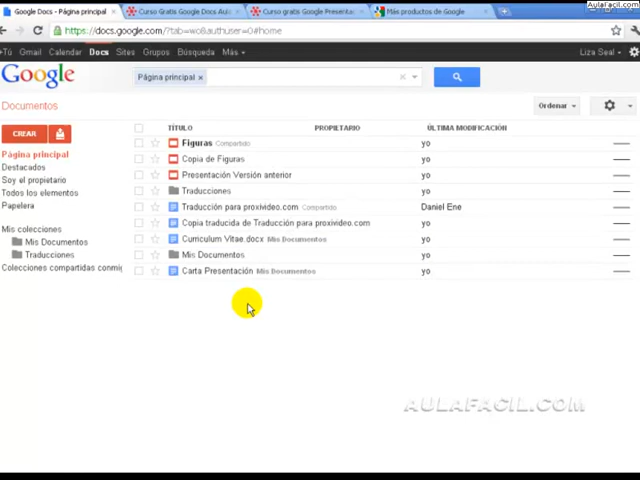 AulaFacil.com
Google Docs - Página principal
Curso Gratis Google Docs Aul
Curso gratis Google Presenta
Más productos de Google
https://docs.google.com/?tab=wo&authuser=0#home
+Tú Gmail Calendar Docs Sites Grupos Búsqueda Más Liza Seal
Google
Página principal
Documentos
Ordenar
CREAR
TÍTULO PROPIETARIO ÚLTIMA MODIFICACIÓN
Figuras Compartido yo
Página principal
Copia de Figuras yo
Destacados
Presentación Versión anterior yo
Soy el propietario
Todos los elementos
Traducciones yo
Papelera
Traducción para proxivideo.com Compartido Daniel Ene
Copia traducida de Traducción para proxivideo.com yo
Mis colecciones
Curriculum Vitae.docx Mis Documentos yo
Mis Documentos
Traducciones
Mis Documentos yo
Colecciones compartidas conmig
Carta Presentación Mis Documentos yo
AULAFACIL.COM